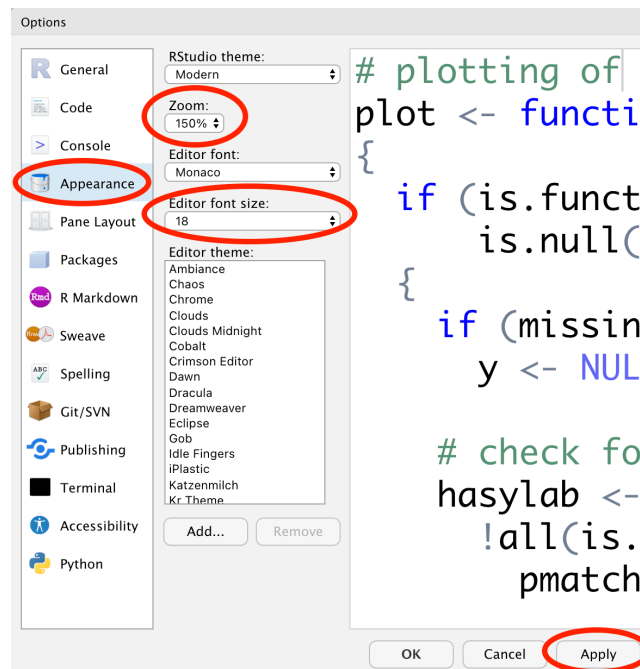 Options
General
Code
Console
Appearance
Pane Layout
Packages
Rmd
R Markdown
Sweave
ABC
Spelling
Git/SVN
Publishing
Terminal
Accessibility
Python
RStudio theme:
Modern
Zoom:
150%
Editor font:
Monaco
Editor font size:
18
Editor theme:
Ambiance
Chaos
Chrome
Clouds
Clouds Midnight
Cobalt
Crimson Editor
Dawn
Dracula
Dreamweaver
Eclipse
Gob
Idle Fingers
iPlastic
Katzenmilch
Kr Theme
Add...
Remove
# plotting of
plot <- functi
{
if (is.funct
is.null(
{
if (missin
y <- NUL
# check fo
hasylab <-
!all(is.
pmatch
OK
Cancel
Apply